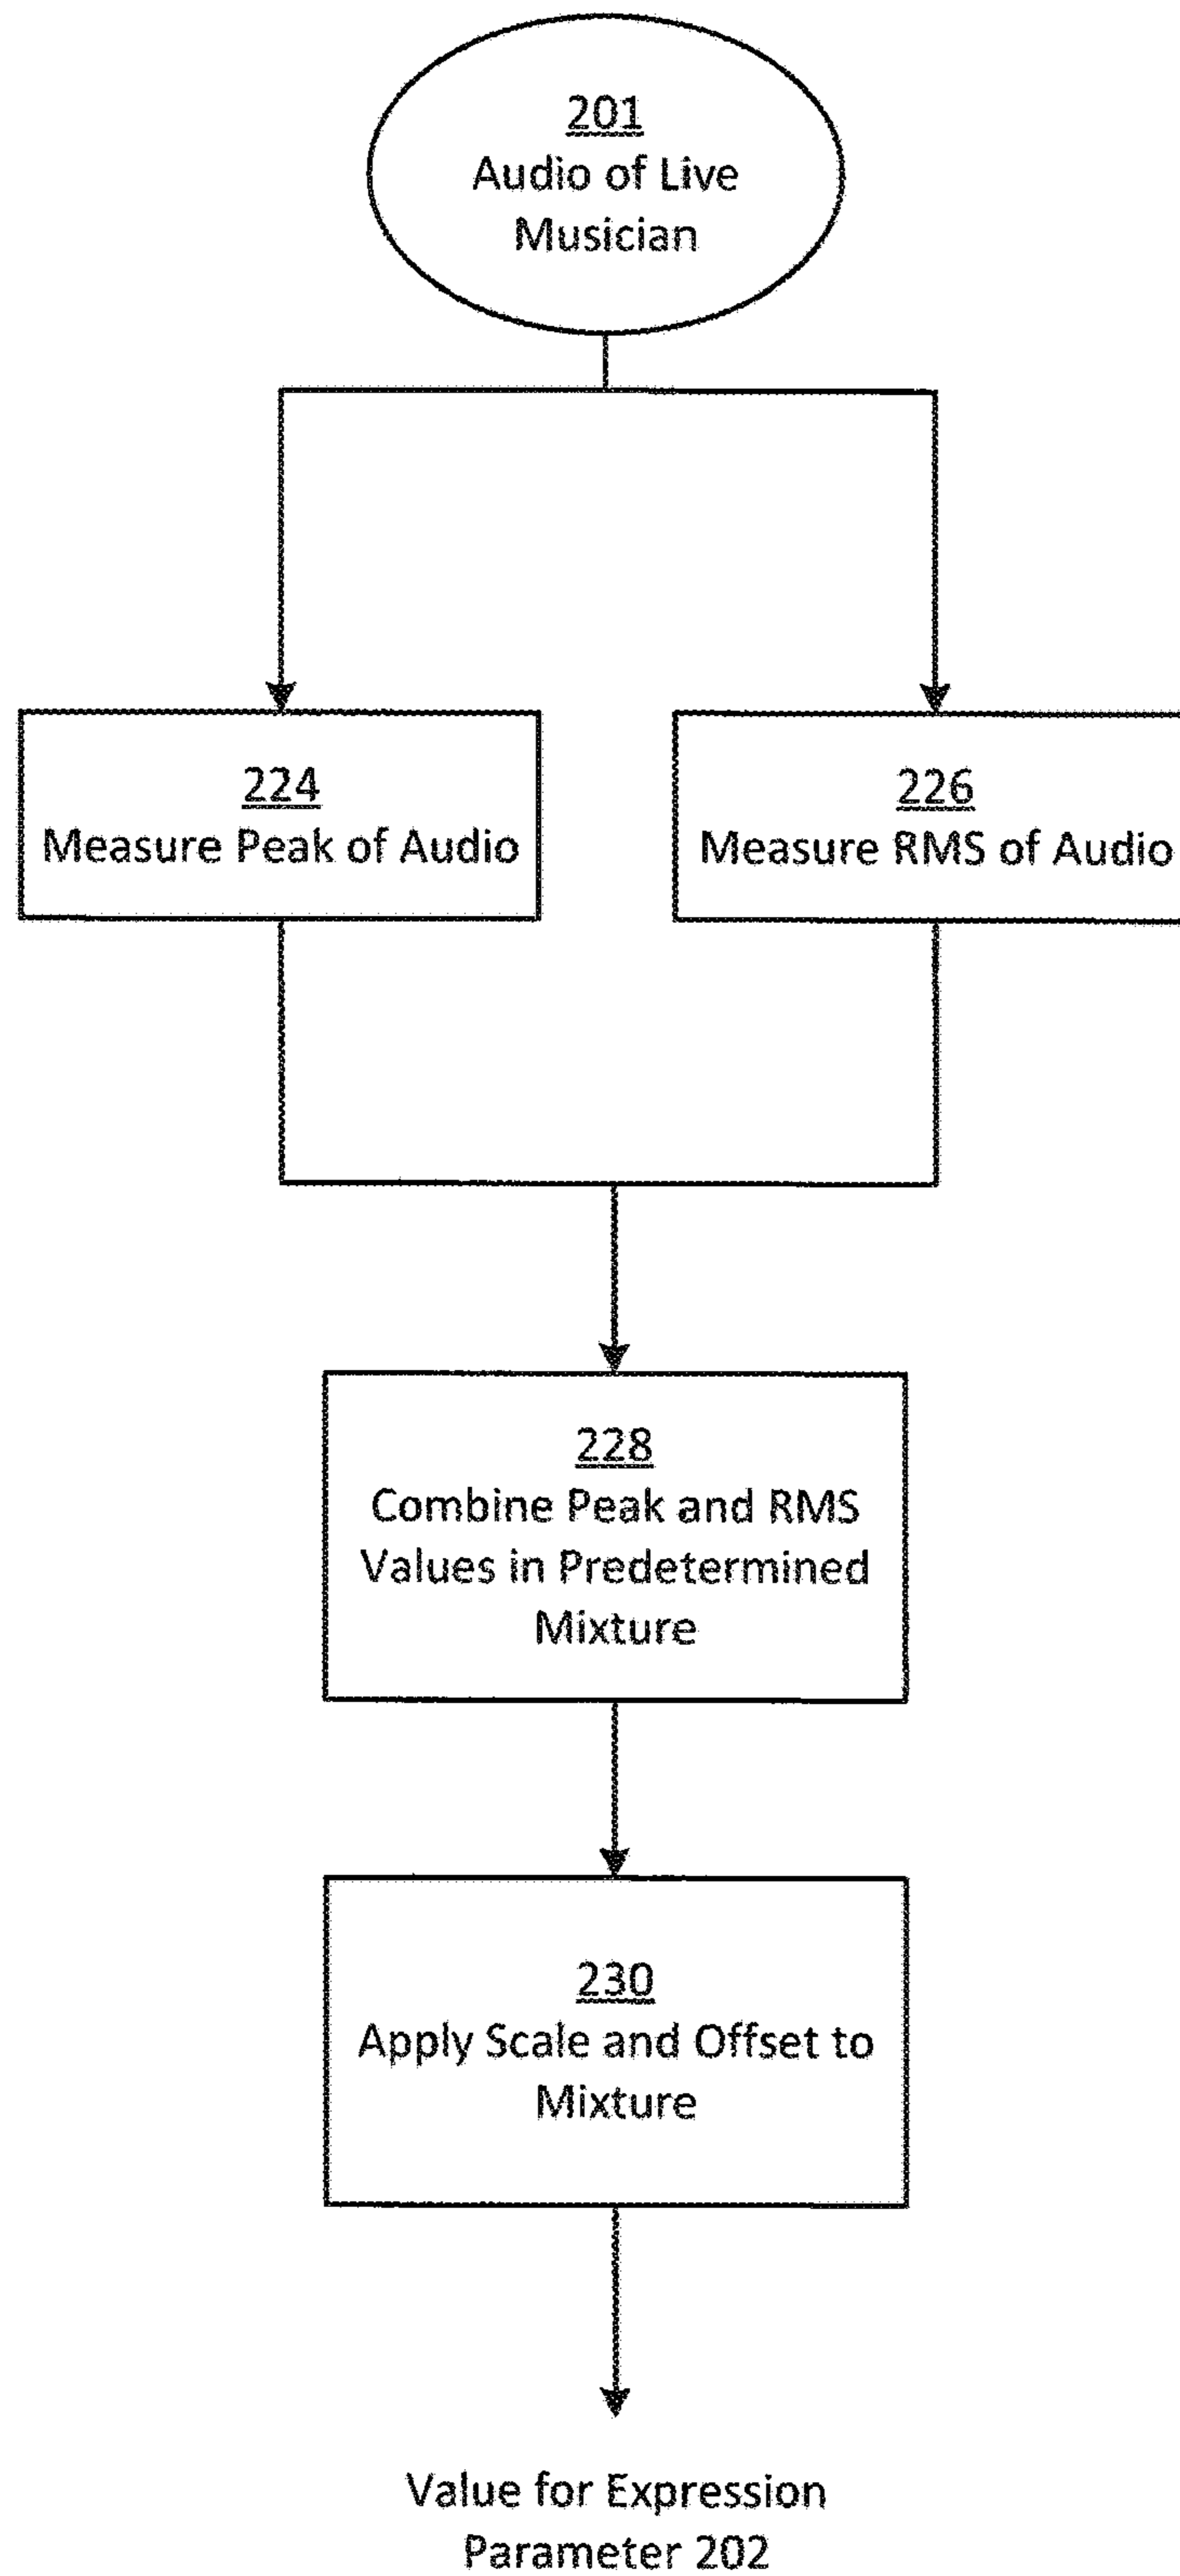 201
Audio of Live
Musician
224
Measure Peak of Audio
226
Measure RMS of Audio
228
Combine Peak and RMS
Values in Predetermined
Mixture
230
Apply Scale and Offset to
Mixture
Value for Expression
Parameter 202